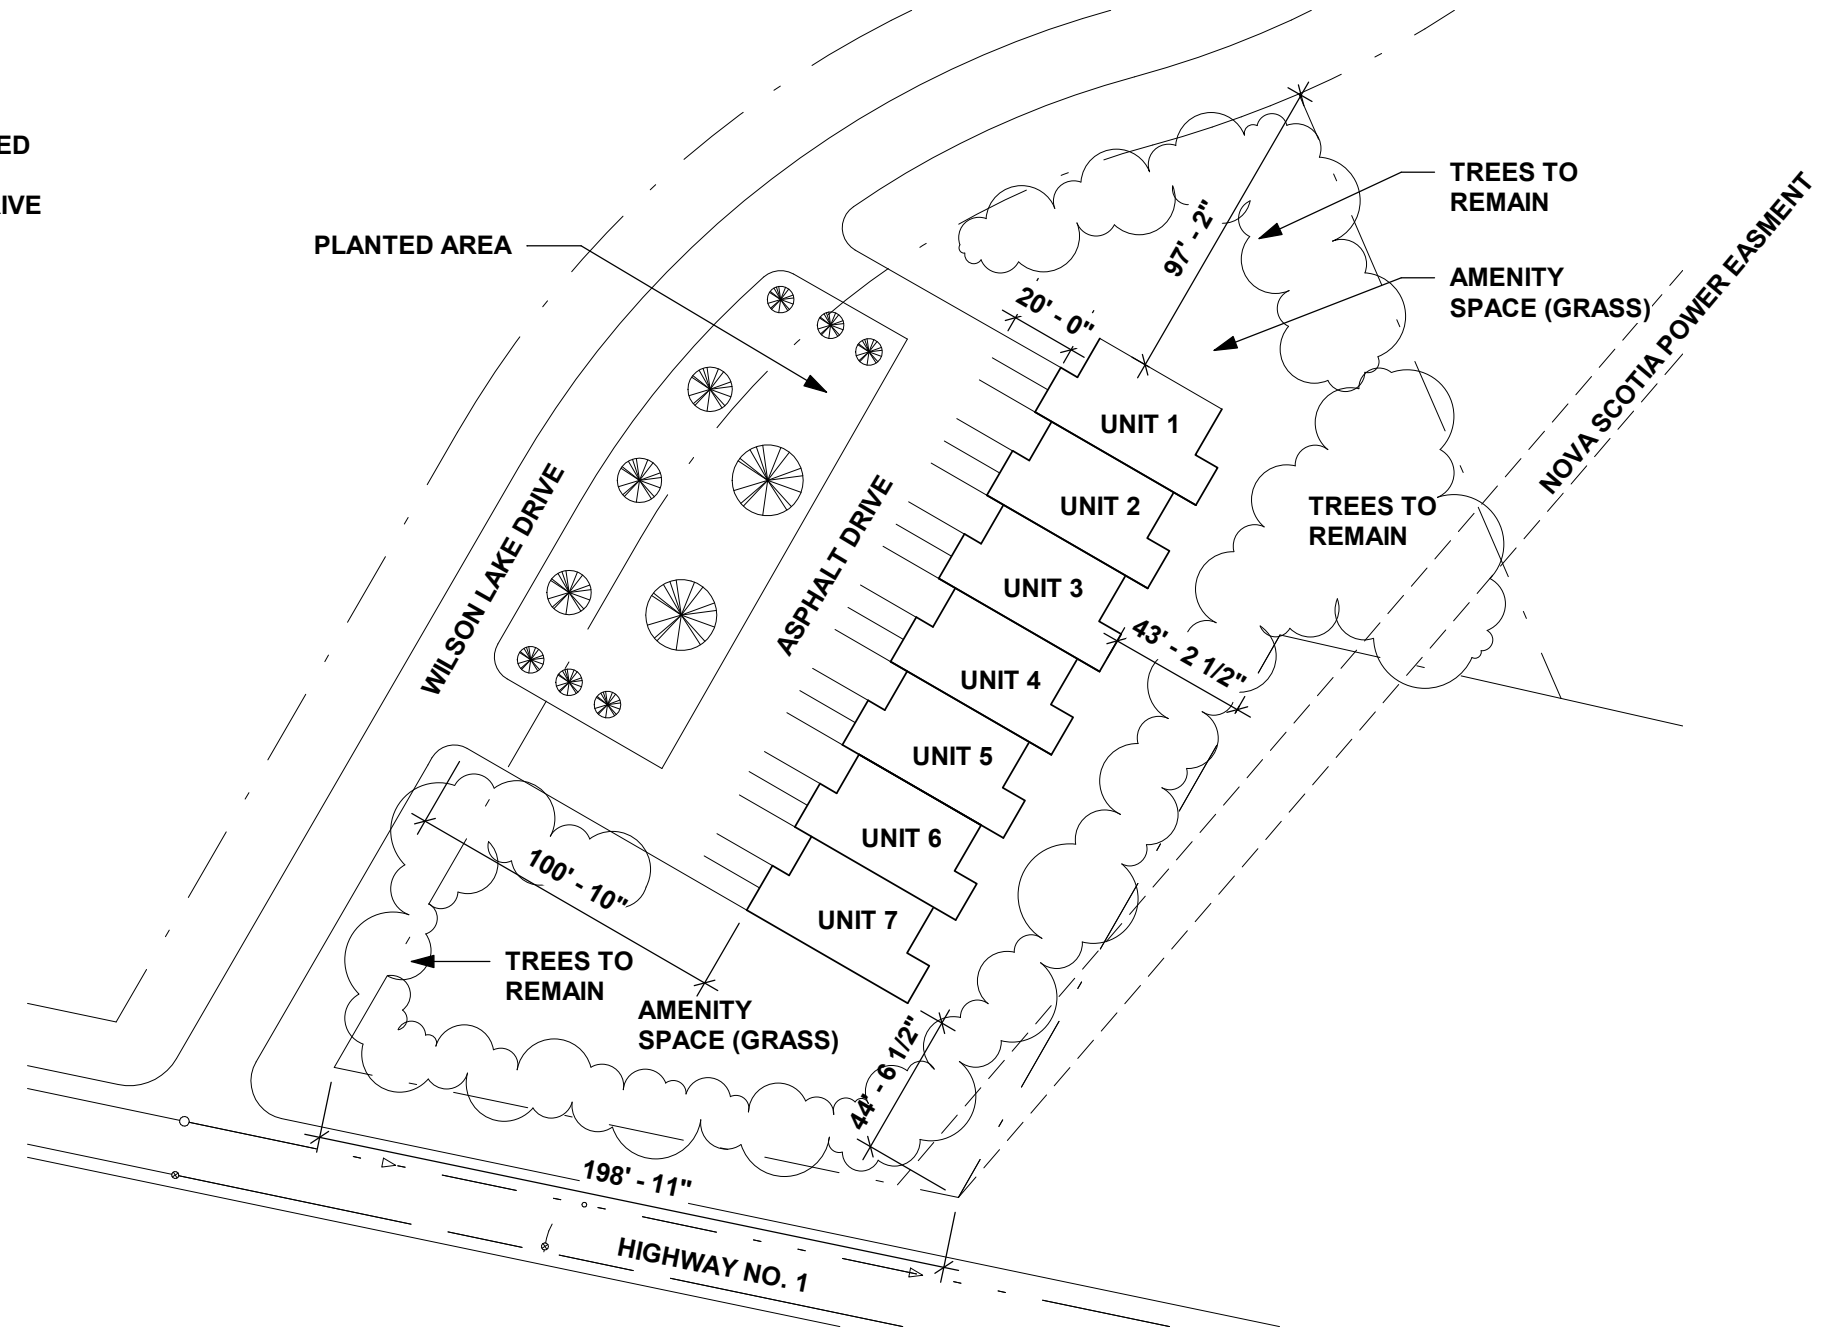 ED
IVE
PLANTED AREA
TREES TO
REMAIN
AMENITY
SPACE (GRASS)
NOVA SCOTIA POWER EASMENT
97' - 2"
20' - 0"
UNIT 1
UNIT 2
UNIT 3
UNIT 4
UNIT 5
UNIT 6
UNIT 7
TREES TO
REMAIN
WILSON LAKE DRIVE
ASPHALT DRIVE
43' - 2 1/2"
100' - 10"
TREES TO
REMAIN
AMENITY
SPACE (GRASS)
44' - 6 1/2"
198' - 11"
HIGHWAY NO. 1